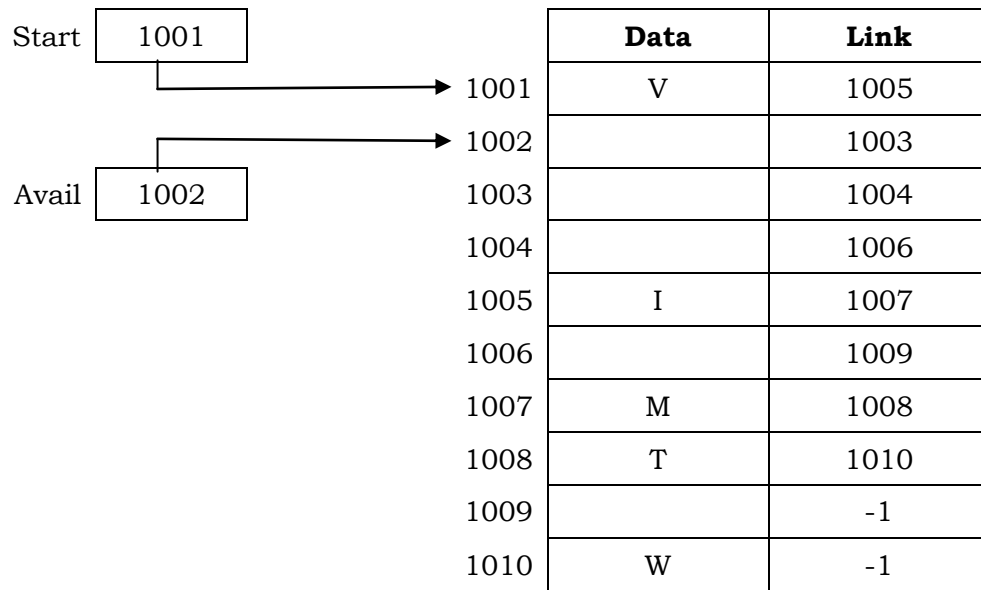 Start 1001 Data Link
1001 V 1005
1002 1003
Avail 1002 1003 1004
1004 1006
1005 I 1007
1006 1009
1007 M 1008
1008 T 1010
1009 -1
1010 W -1